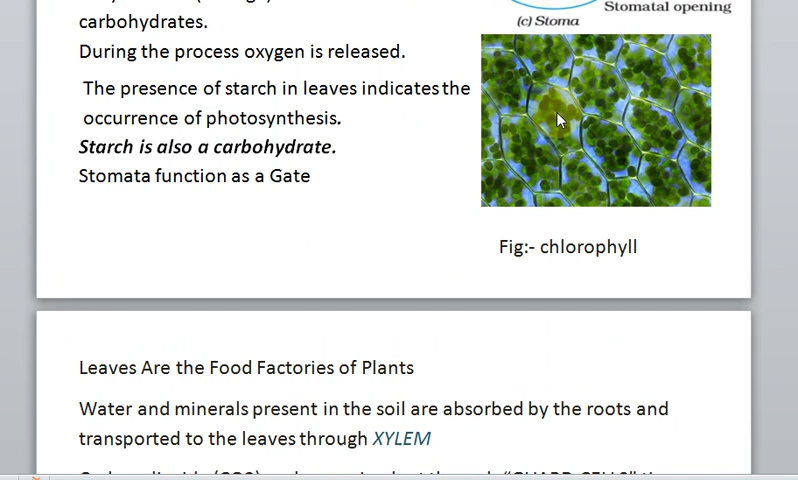 carbohydrates.
During the process oxygen is released.
The presence of starch in leaves indicates the
occurrence of photosynthesis.
Starch is also a carbohydrate.
Stomata function as a Gate
Stomatal opening
(c) Stoma
Fig:- chlorophyll
Leaves Are the Food Factories of Plants
Water and minerals present in the soil are absorbed by the roots and
transported to the leaves through XYLEM